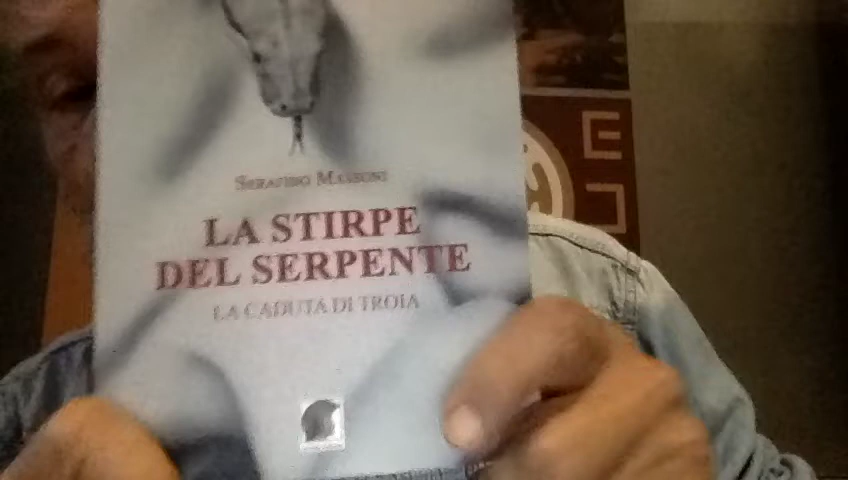 SERAFINO MASSONI
LA STIRPE
DEL SERPENTE
LA CADUTA DI TROIA